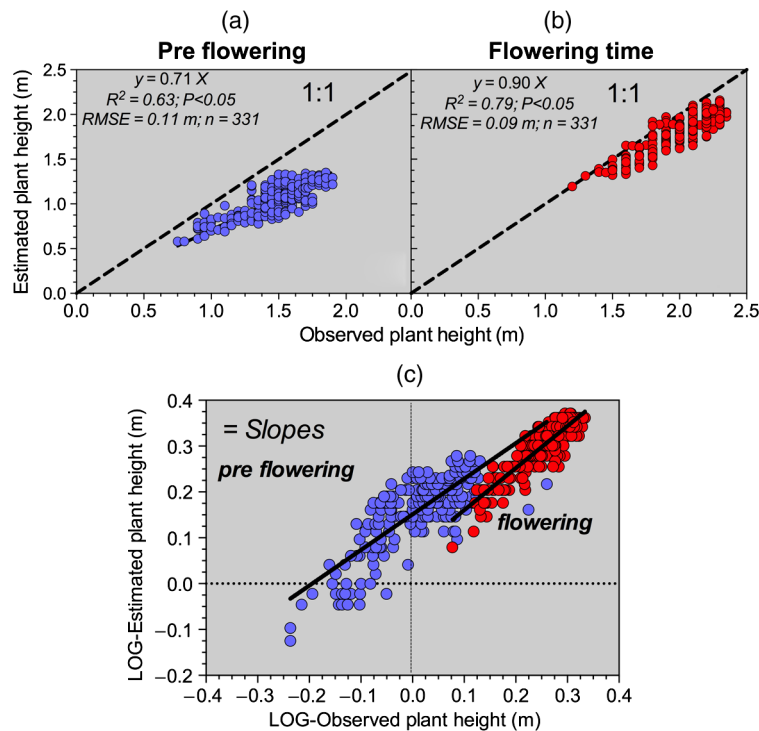 (a)
Pre flowering
y = 0.71 X
R² = 0.63; P<0.05
RMSE = 0.11 m; n = 331
1:1
(b)
Flowering time
y = 0.90 X
R² = 0.79; P<0.05
RMSE = 0.09 m; n = 331
1:1
Estimated plant height (m)
2.5
2.0
1.5
1.0
0.5
0.0
0.0 0.5 1.0 1.5 2.0 0.0 0.5 1.0 1.5 2.0 2.5
Observed plant height (m)
(c)
= Slopes
pre flowering
flowering
LOG-Estimated plant height (m)
0.4
0.3
0.2
0.1
0.0
−0.1
−0.2
−0.4 −0.3 −0.2 −0.1 0.0 0.1 0.2 0.3 0.4
LOG-Observed plant height (m)